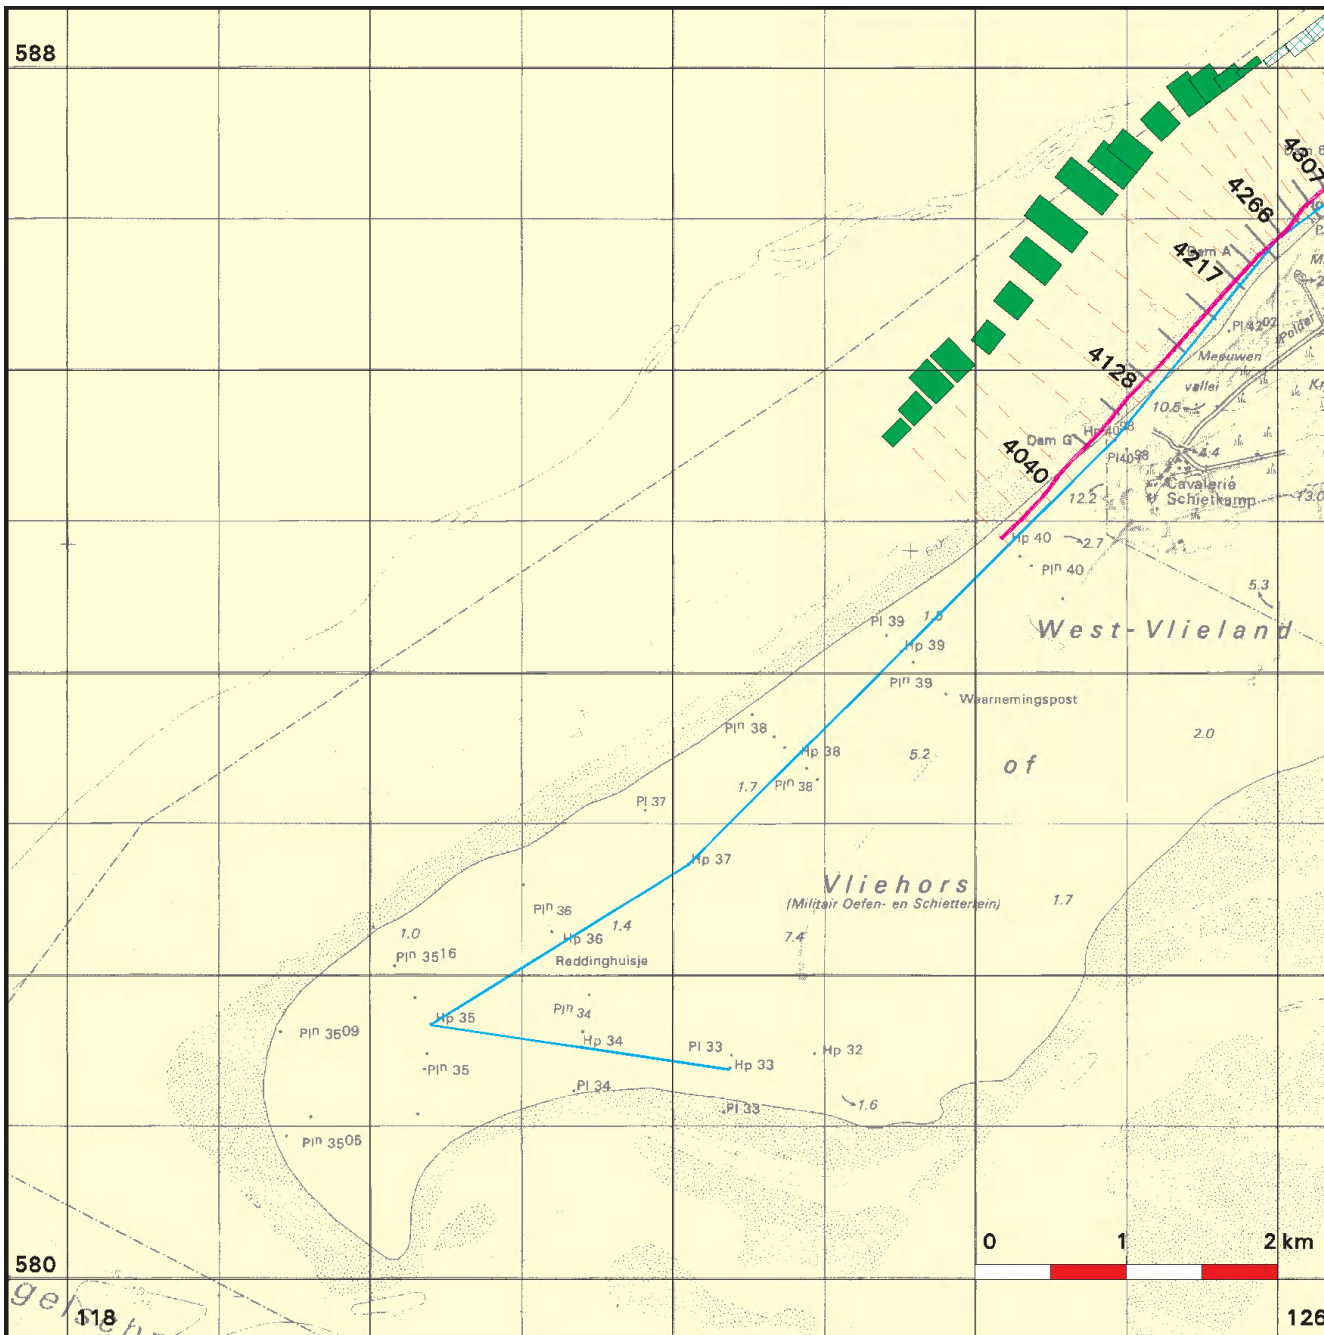 588
4307
4266
Dam A
4217
Pl 42⁰²
Polder
Meeuwen
vallei
4128
10.5
Hp 40⁹⁸
Dam G
Pl 40⁹⁸
4.4
4040
Cavalerie
Schietkamp
12.2
13.0
Hp 40
2.7
Plⁿ 40
5.3
1.5
Pl 39
West-Vlieland
Hp 39
Plⁿ 39
Waarnemingspost
Plⁿ 38
Hp 38
5.2
2.0
of
1.7
Plⁿ 38
Pl 37
Hp 37
Vliehors
(Militair Oefen- en Schietterrein)
1.7
Plⁿ 36
1.4
1.0
Hp 36
7.4
Plⁿ 35¹⁶
Reddinghuisje
Plⁿ 34
Hp 35
Plⁿ 35⁰⁹
Hp 34
Pl 33
Hp 32
Hp 33
Plⁿ 35
Pl 34
Pl 33
1.6
Plⁿ 35⁰⁵
0 1 2 km
580
118
126